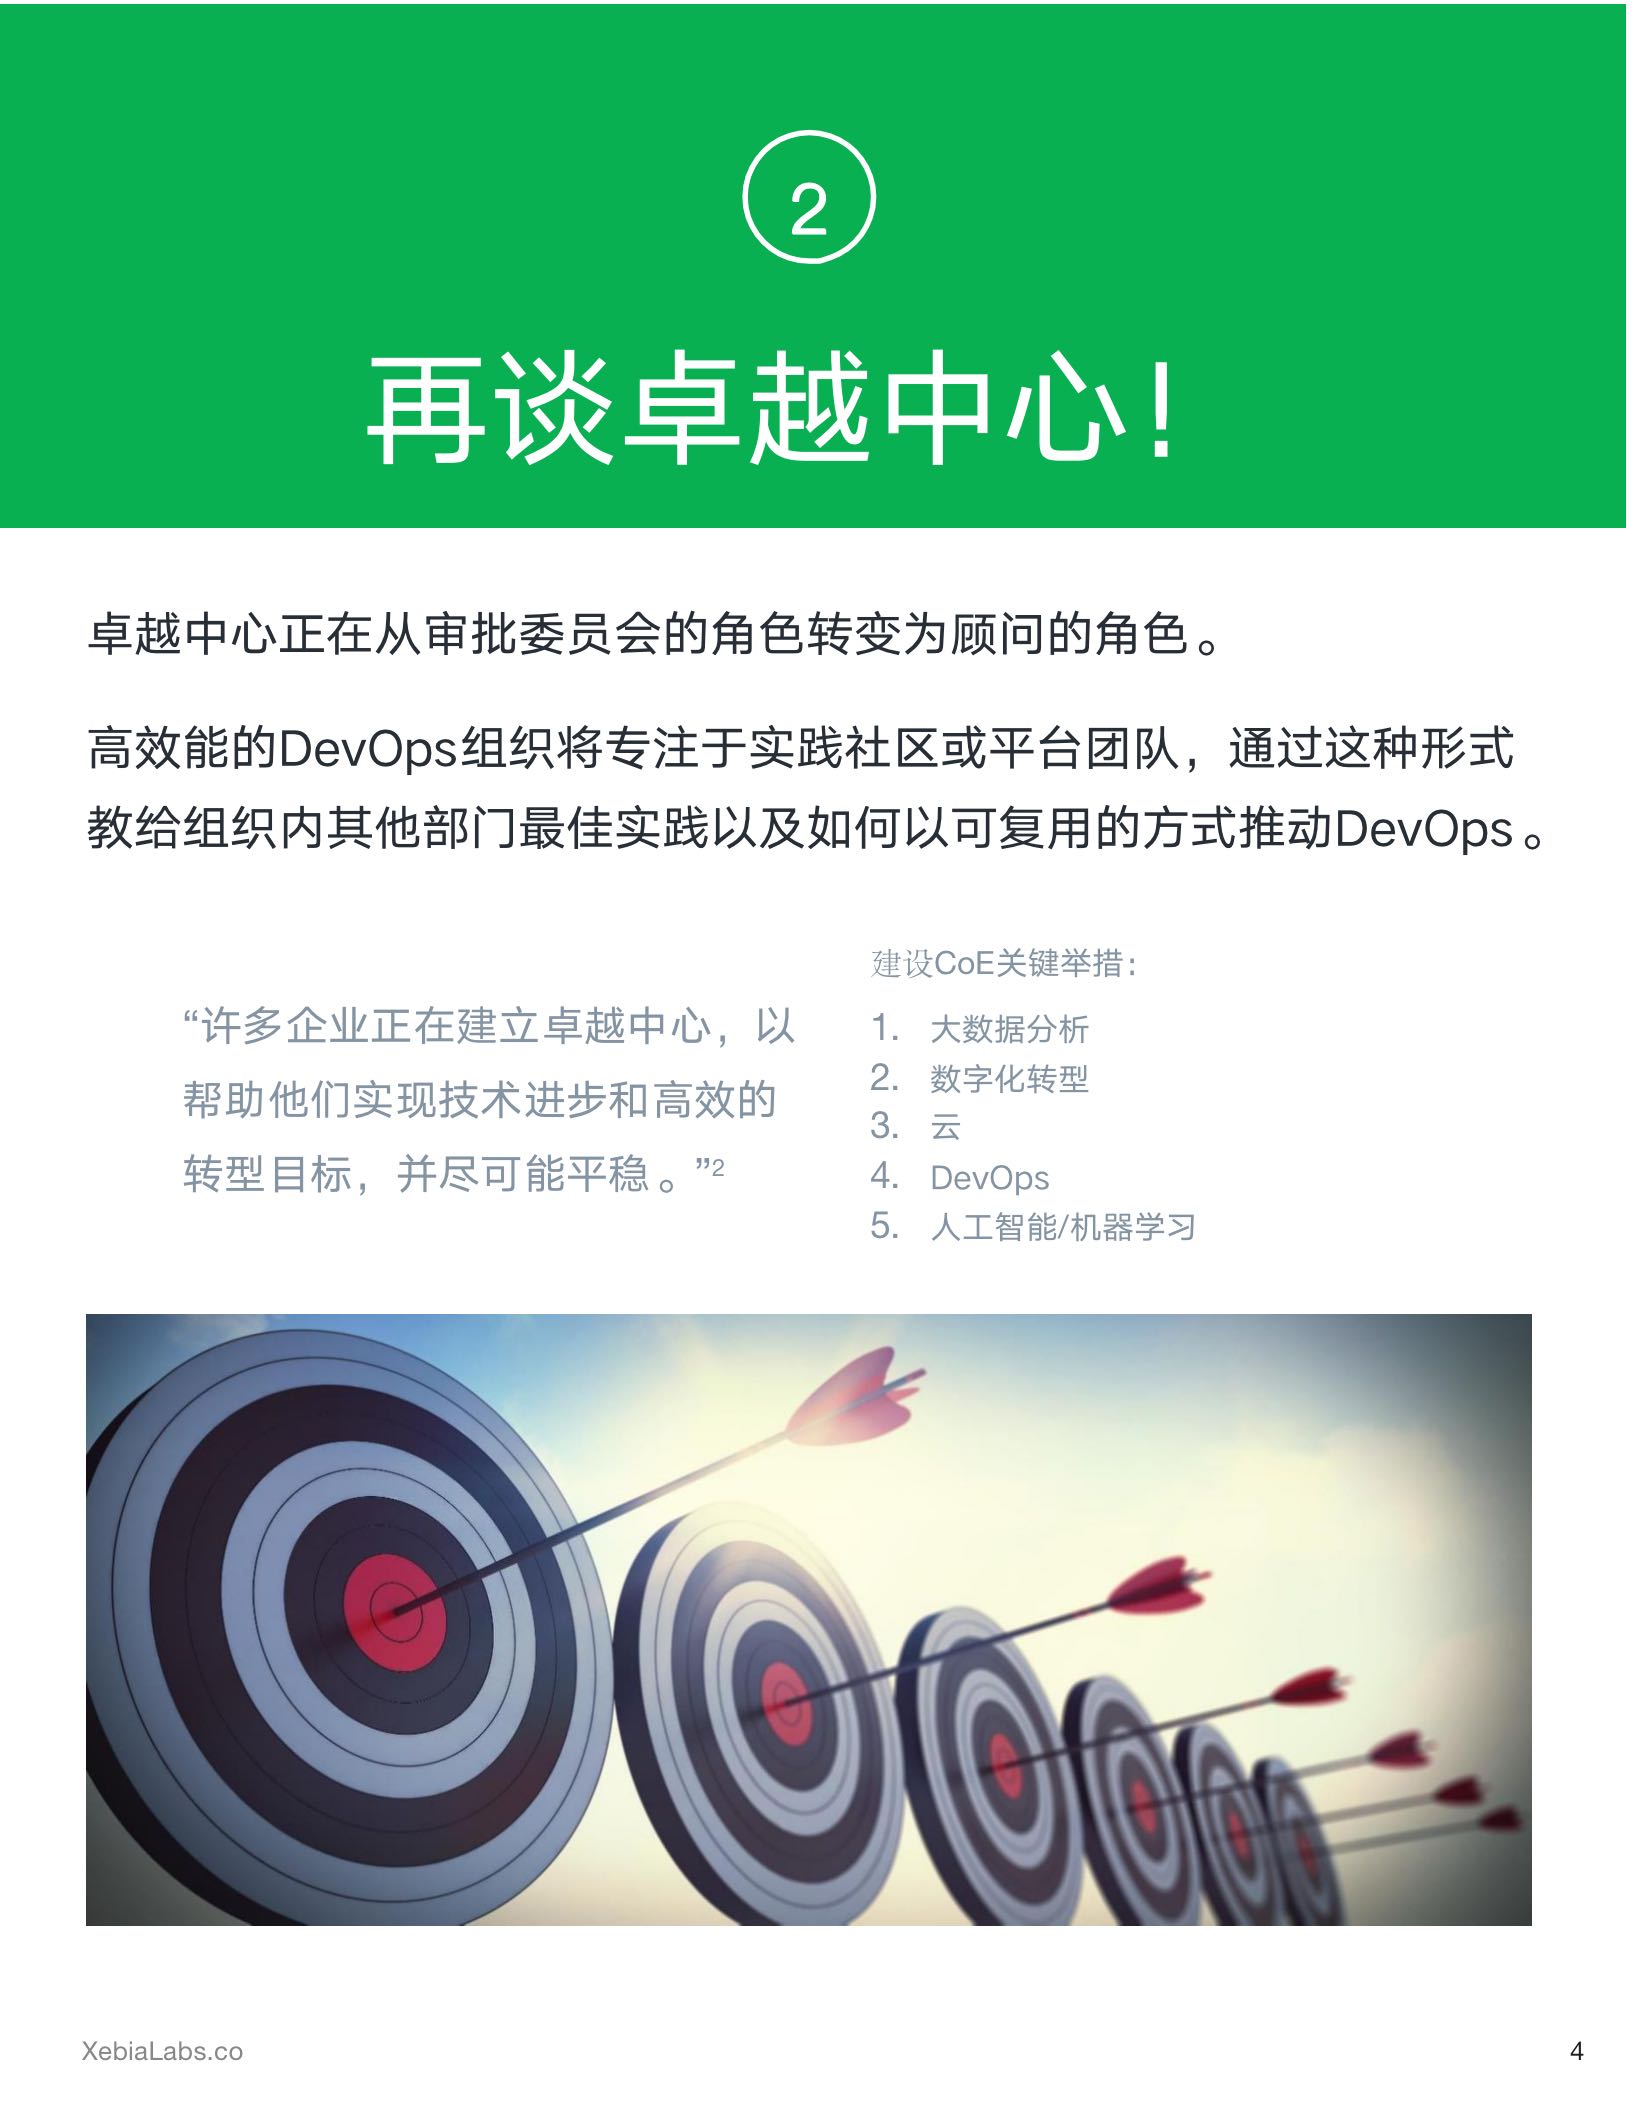 2
再谈卓越中心！
卓越中心正在从审批委员会的角色转变为顾问的角色。
高效能的DevOps组织将专注于实践社区或平台团队，通过这种形式
教给组织内其他部门最佳实践以及如何以可复用的方式推动DevOps。
“许多企业正在建立卓越中心，以
帮助他们实现技术进步和高效的
转型目标，并尽可能平稳。”2
建设CoE关键举措：
1. 大数据分析
2. 数字化转型
3. 云
4. DevOps
5. 人工智能/机器学习
XebiaLabs.co
4